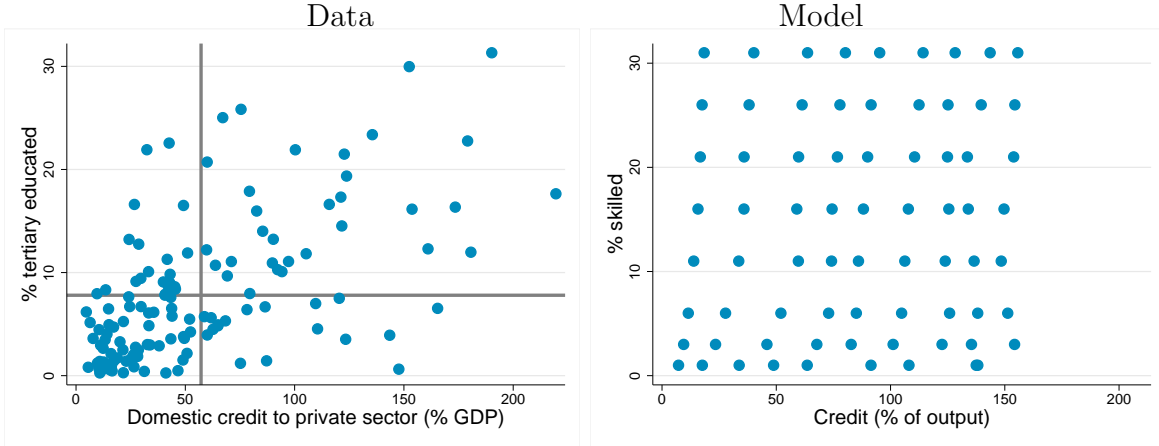 Data
Model
% tertiary educated
30
20
10
0
0 50 100 150 200
Domestic credit to private sector (% GDP)
% skilled
30
20
10
0
0 50 100 150 200
Credit (% of output)